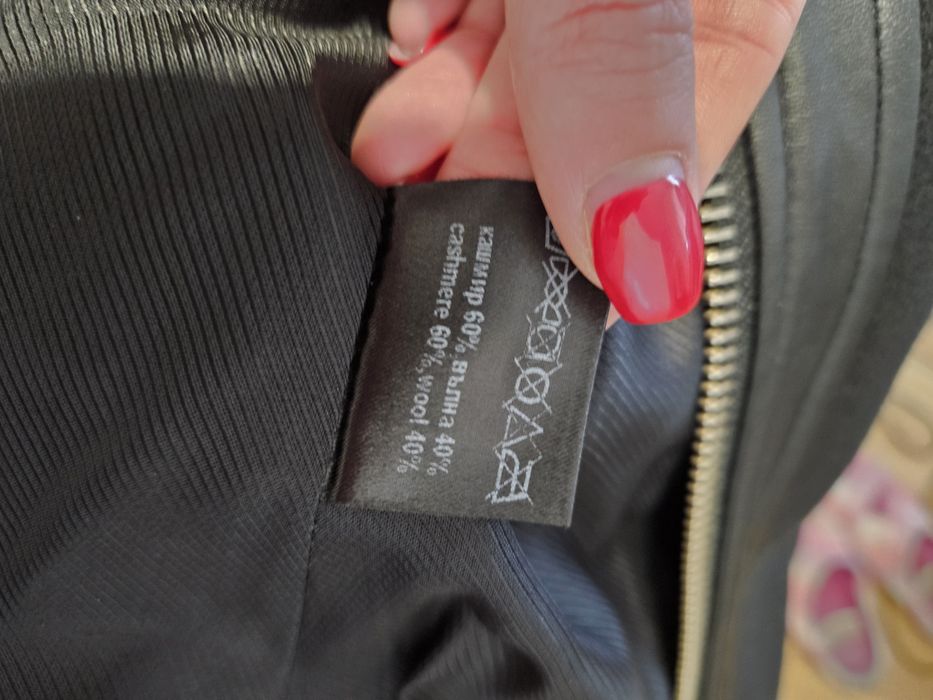 кашмир 60% вълна 40%
cashmere 60%, wool 40%